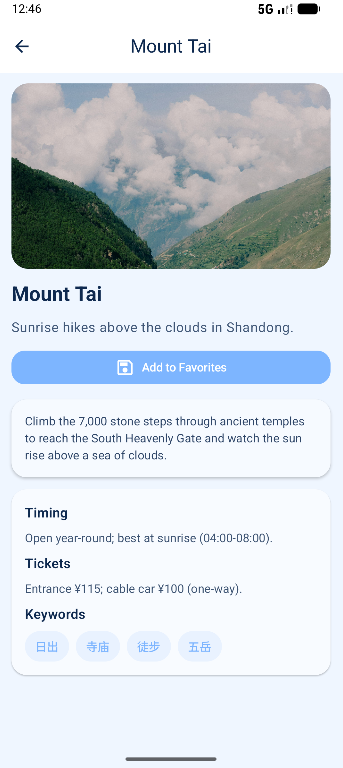 12:46
5G
Mount Tai
Mount Tai
Sunrise hikes above the clouds in Shandong.
Add to Favorites
Climb the 7,000 stone steps through ancient temples
to reach the South Heavenly Gate and watch the sun
rise above a sea of clouds.
Timing
Open year-round; best at sunrise (04:00-08:00).
Tickets
Entrance ¥115; cable car ¥100 (one-way).
Keywords
日出 寺庙 徒步 五岳